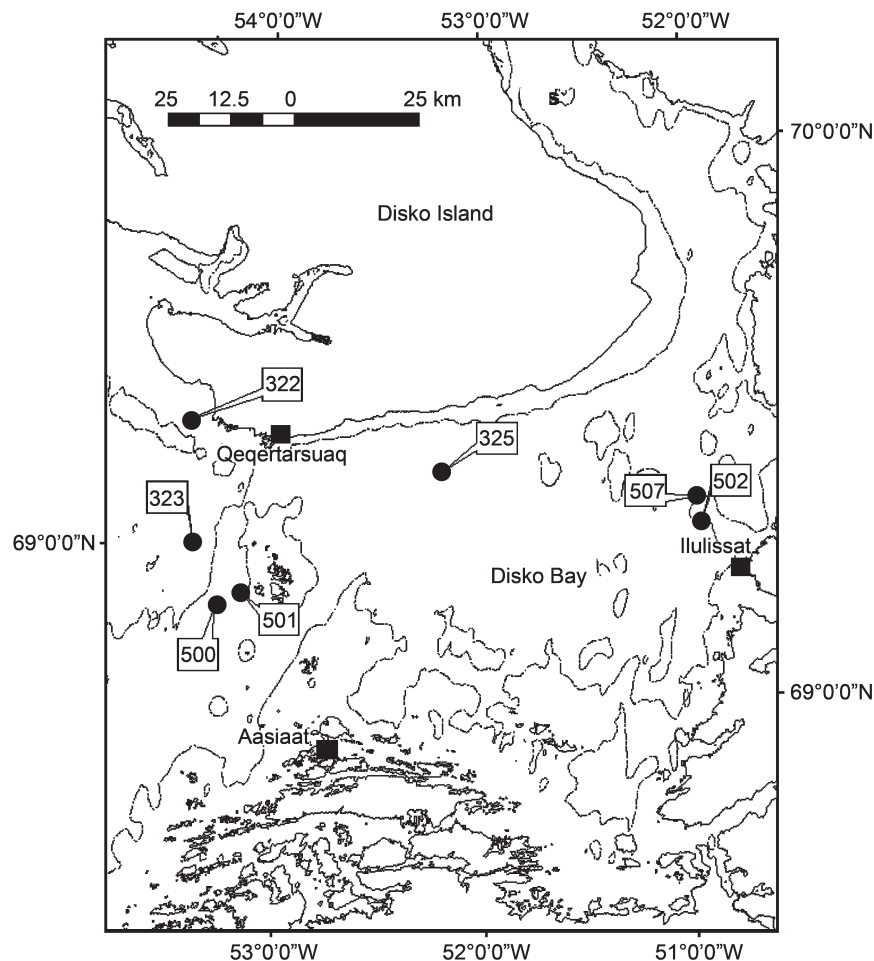 54°0’0”W 53°0’0”W 52°0’0”W
25 12.5 0 25 km
70°0’0”N
Disko Island
322
325
Qeqertarsuaq
502
507
323
69°0’0”N
Ilulissat
Disko Bay
501
500
69°0’0”N
Aasiaat
53°0’0”W 52°0’0”W 51°0’0”W